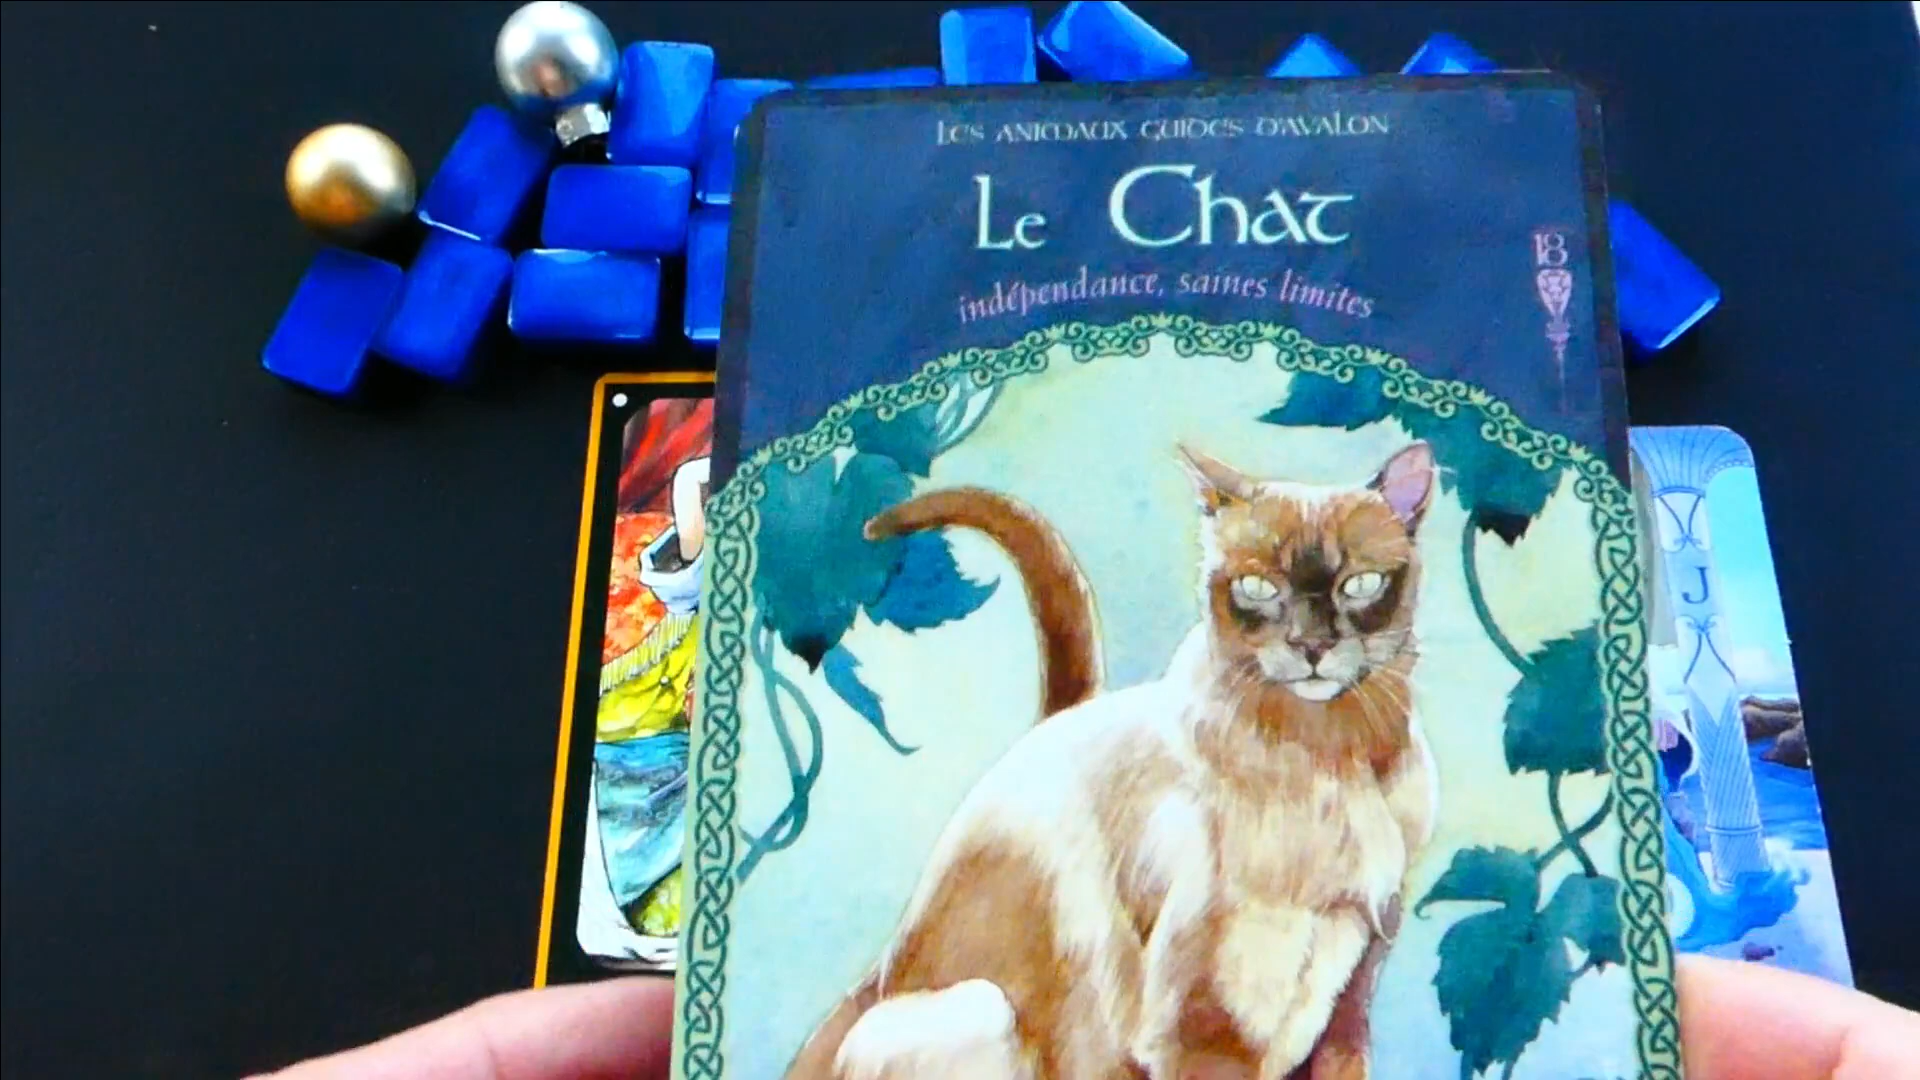 Les animaux guides d'Avalon
Le Chat
indépendance, saines limites
18
J